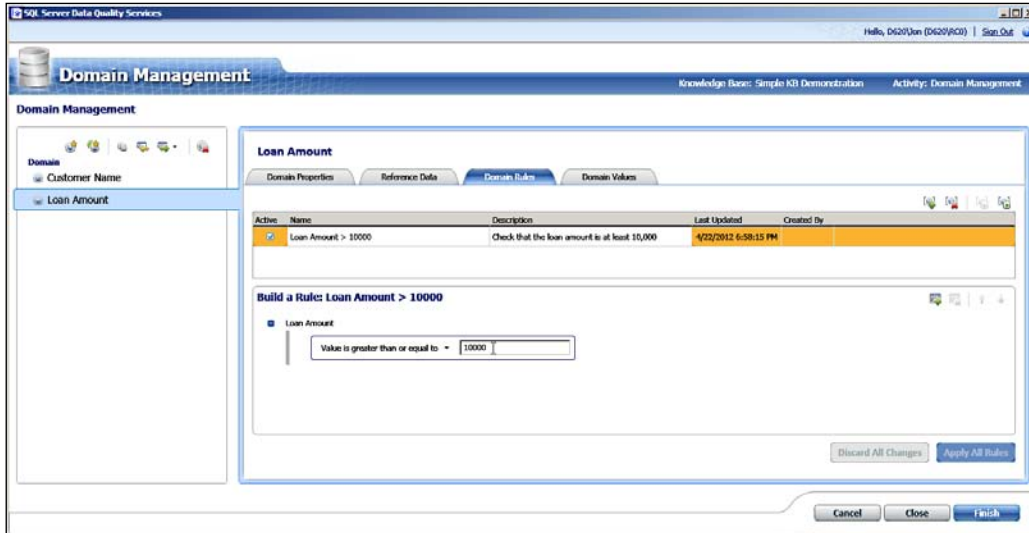 SQL Server Data Quality Services
Hello, D620\Jon (D620\RC0) | Sign Out
Domain Management
Knowledge Base: Simple KB Demonstration Activity: Domain Management
Domain Management
Domain
Customer Name
Loan Amount
Loan Amount
Domain Properties Reference Data Domain Rules Domain Values
Active Name Description Last Updated Created By
Loan Amount > 10000 Check that the loan amount is at least 10,000 4/22/2012 6:58:15 PM
Build a Rule: Loan Amount > 10000
Loan Amount
Value is greater than or equal to 10000
Discard All Changes Apply All Rules
Cancel Close Finish